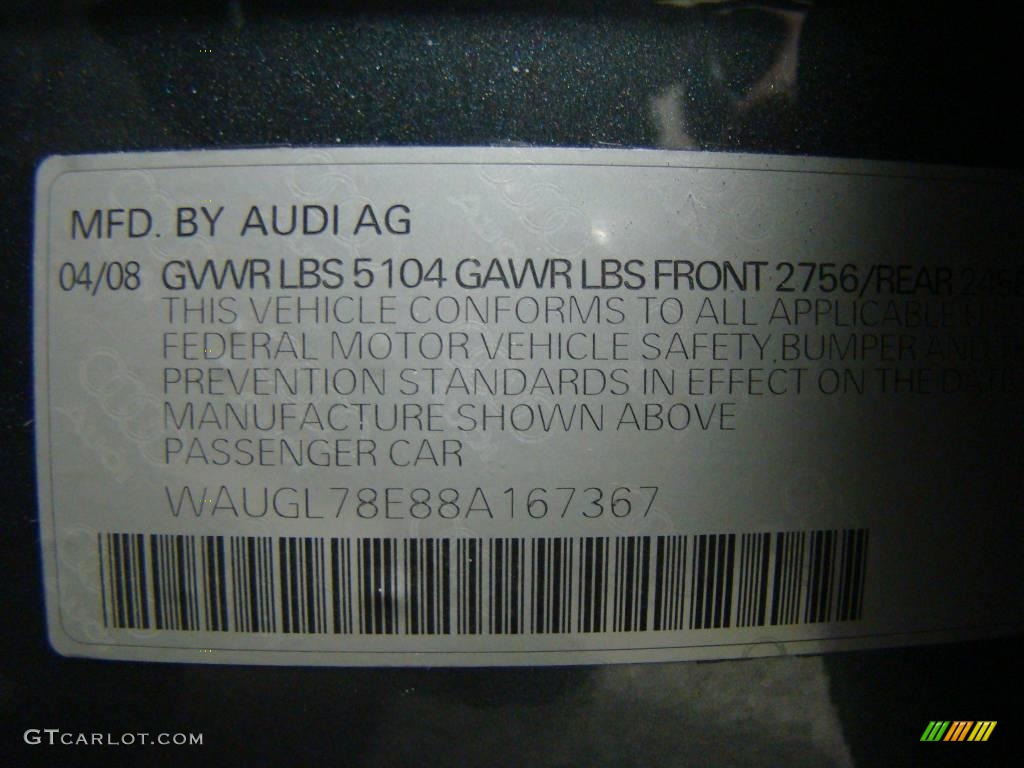 MFD. BY AUDI AG
04/08 GVWR LBS 5104 GAWR LBS FRONT 2756/REAR
THIS VEHICLE CONFORMS TO ALL APPLICABLE
FEDERAL MOTOR VEHICLE SAFETY, BUMPER AND
PREVENTION STANDARDS IN EFFECT ON THE DATE
MANUFACTURE SHOWN ABOVE
PASSENGER CAR
WAUGL78E88A167367
GTCARLOT.COM